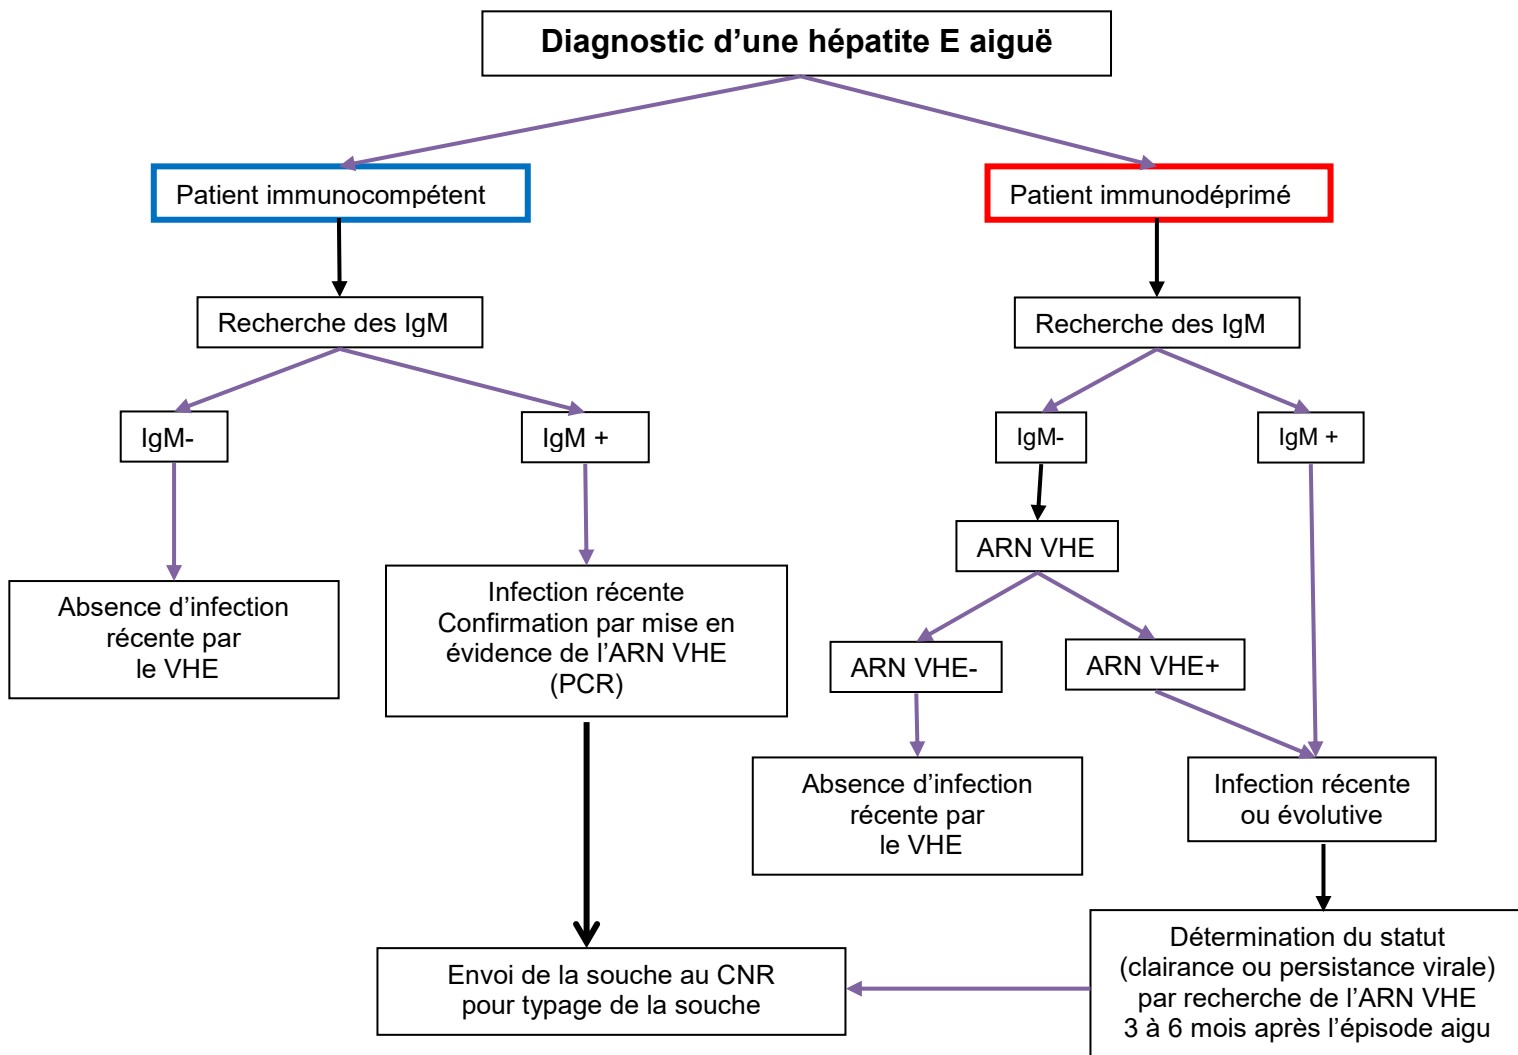 Diagnostic d’une hépatite E aiguë
Patient immunocompétent
Patient immunodéprimé
Recherche des IgM
Recherche des IgM
IgM-
IgM +
IgM-
IgM +
ARN VHE
Absence d’infection
récente par
le VHE
Infection récente
Confirmation par mise en
évidence de l’ARN VHE
(PCR)
ARN VHE-
ARN VHE+
Absence d’infection
récente par
le VHE
Infection récente
ou évolutive
Envoi de la souche au CNR
pour typage de la souche
Détermination du statut
(clairance ou persistance virale)
par recherche de l’ARN VHE
3 à 6 mois après l’épisode aigu